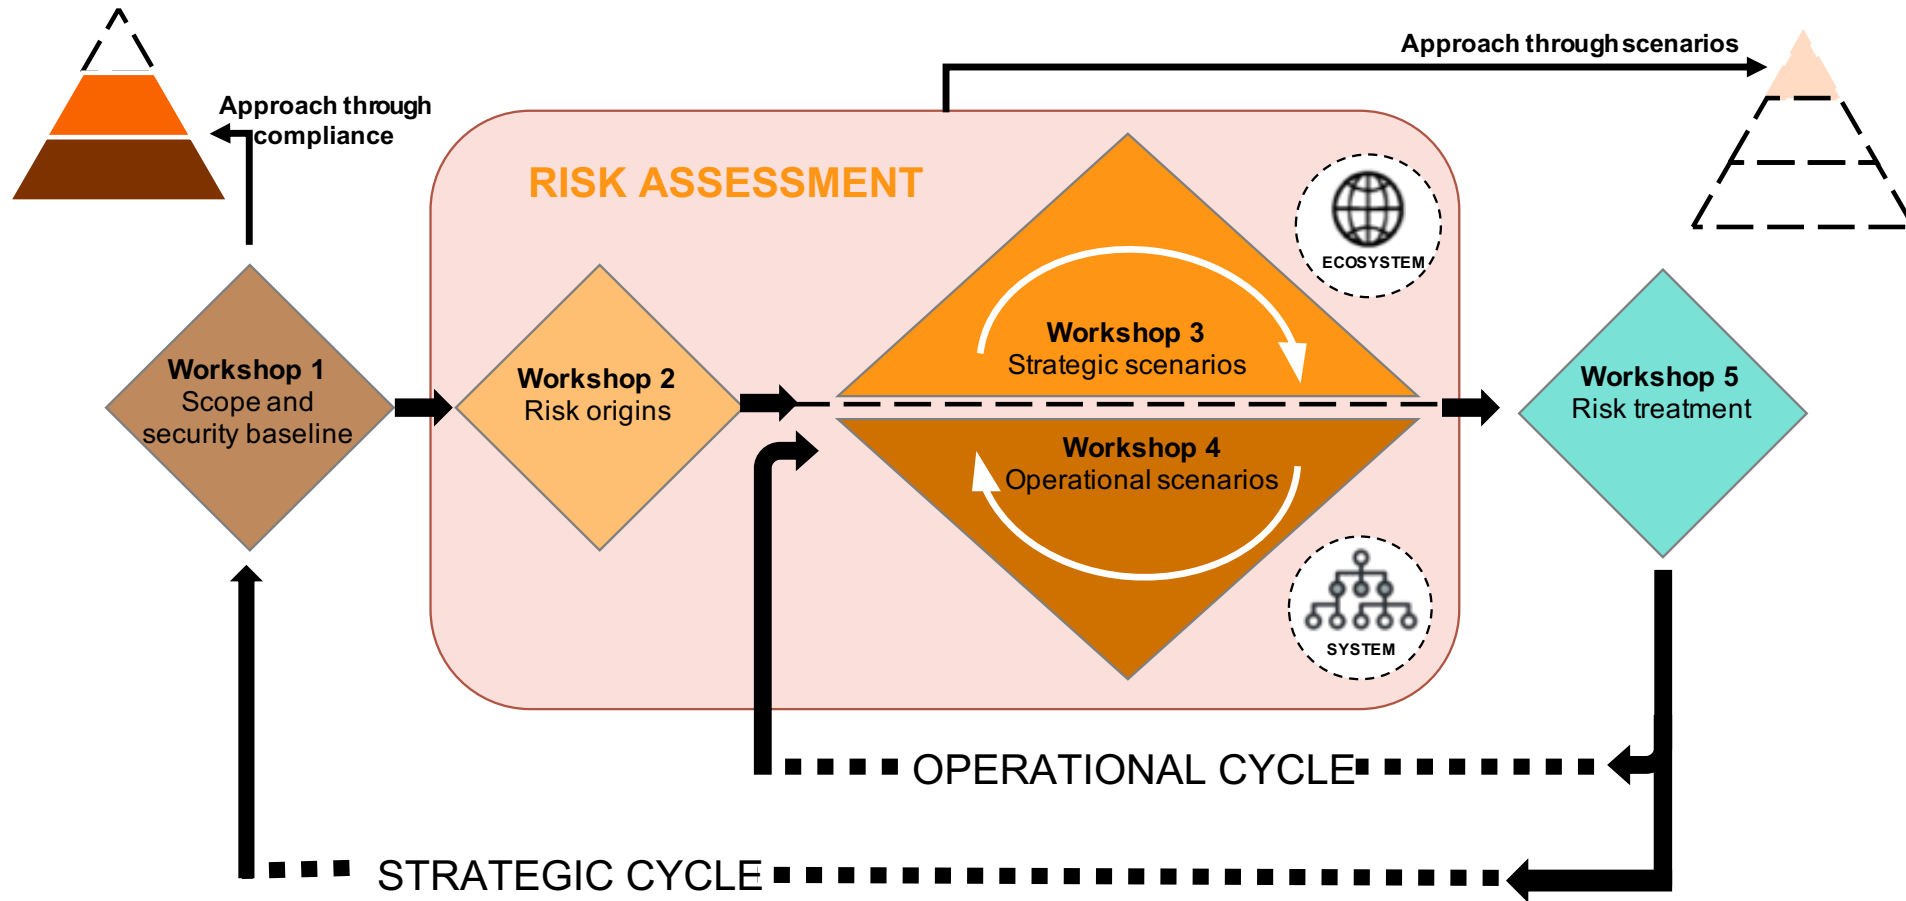 Approach through scenarios
Approach through
compliance
RISK ASSESSMENT
ECOSYSTEM
Workshop 1
Scope and
security baseline
Workshop 2
Risk origins
Workshop 3
Strategic scenarios
Workshop 4
Operational scenarios
Workshop 5
Risk treatment
SYSTEM
OPERATIONAL CYCLE
STRATEGIC CYCLE